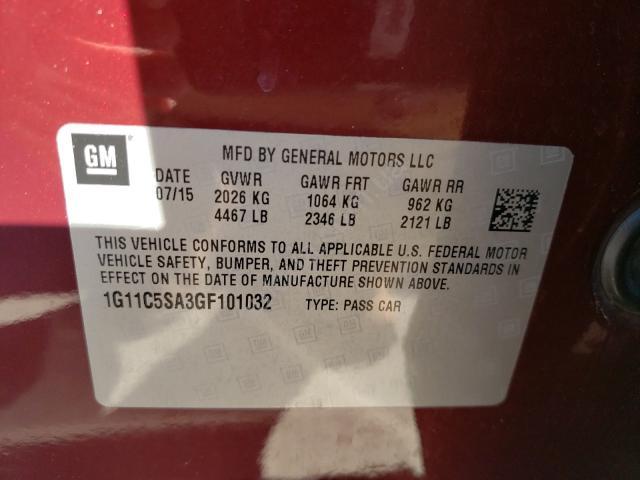 GM
MFD BY GENERAL MOTORS LLC
DATE GVWR GAWR FRT GAWR RR
07/15 2026 KG 1064 KG 962 KG
4467 LB 2346 LB 2121 LB
THIS VEHICLE CONFORMS TO ALL APPLICABLE U.S. FEDERAL MOTOR
VEHICLE SAFETY, BUMPER, AND THEFT PREVENTION STANDARDS IN
EFFECT ON THE DATE OF MANUFACTURE SHOWN ABOVE.
1G11C5SA3GF101032 TYPE: PASS CAR